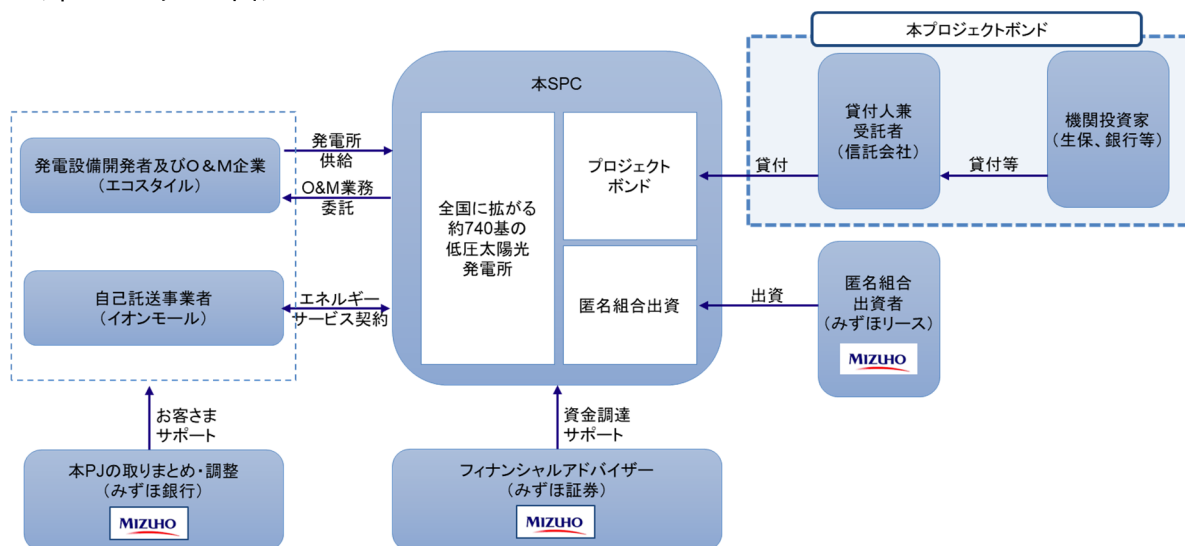 本プロジェクトボンド
本SPC
発電設備開発者及びO&M企業
(エコスタイル)
発電所
供給
O&M業務
委託
自己託送事業者
(イオンモール)
エネルギー
サービス契約
全国に拡がる
約740基の
低圧太陽光
発電所
プロジェクト
ボンド
匿名組合出資
貸付
貸付人兼
受託者
(信託会社)
貸付等
機関投資家
(生保、銀行等)
出資
匿名組合
出資者
(みずほリース)
MIZUHO
お客さま
サポート
資金調達
サポート
本PJの取りまとめ・調整
(みずほ銀行)
MIZUHO
フィナンシャルアドバイザー
(みずほ証券)
MIZUHO